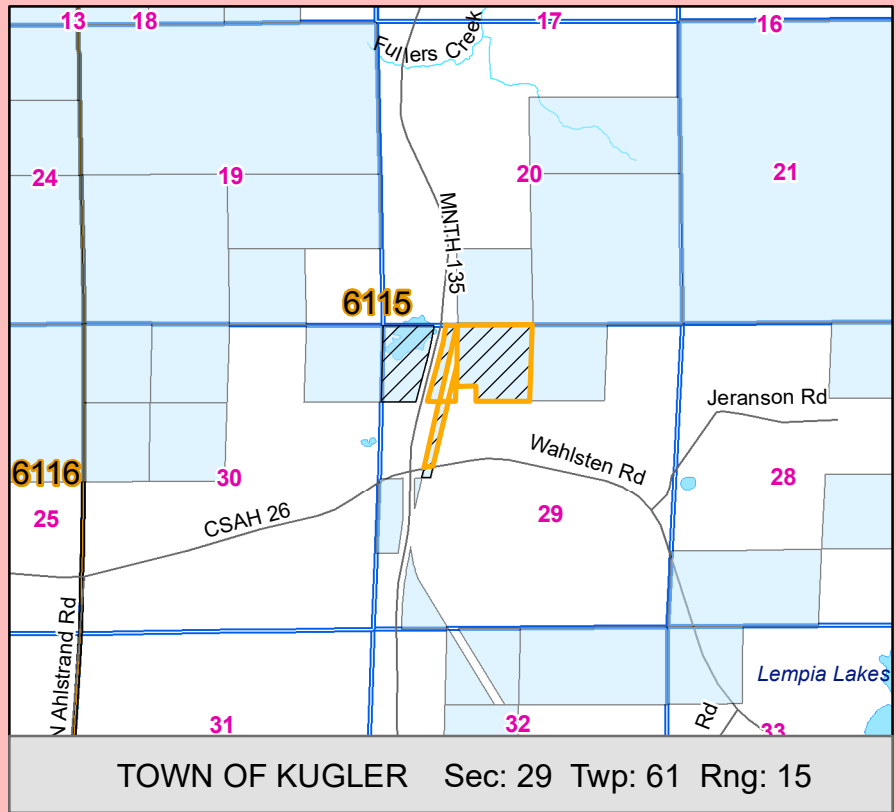 13 18 17 16
Fullers Creek
24 19 20 21
MNTH 135
6115
Jeranson Rd
Wahlsten Rd
6116 30 28
25 CSAH 26 29
N Ahlstrand Rd
Lempia Lakes
31 32 Rd 33
TOWN OF KUGLER Sec: 29 Twp: 61 Rng: 15